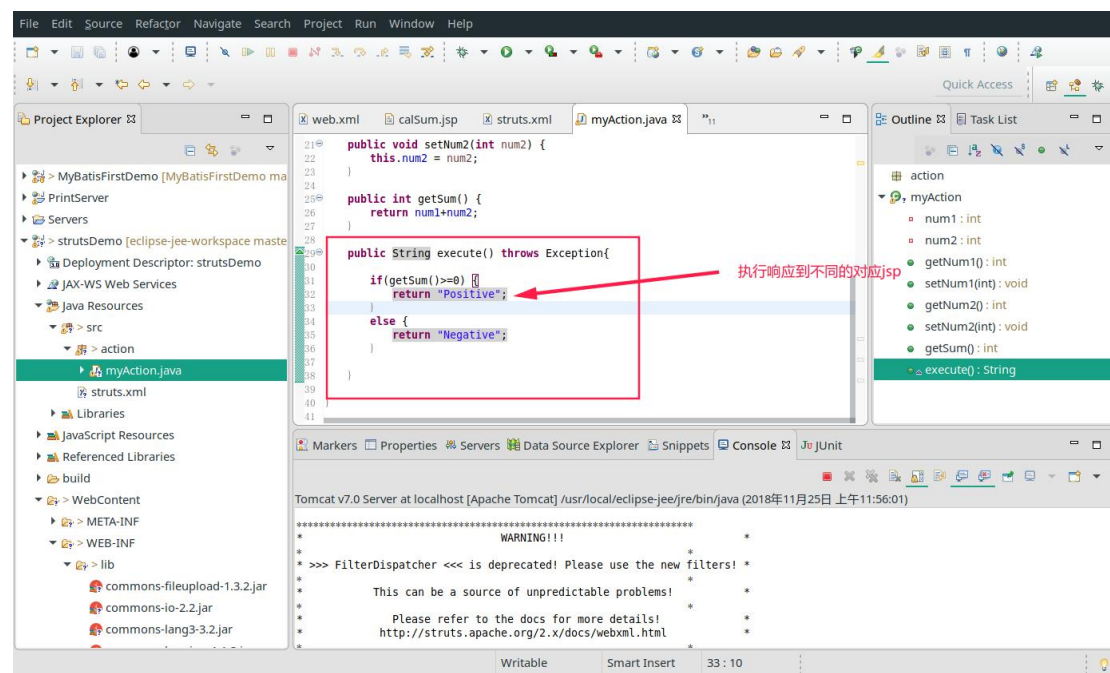 File Edit Source Refactor Navigate Search Project Run Window Help
Quick Access
Project Explorer
> MyBatisFirstDemo [MyBatisFirstDemo ma
PrintServer
Servers
> strutsDemo [eclipse-jee-workspace maste
Deployment Descriptor: strutsDemo
JAX-WS Web Services
Java Resources
> src
> action
myAction.java
struts.xml
Libraries
JavaScript Resources
Referenced Libraries
build
> WebContent
> META-INF
> WEB-INF
> lib
commons-fileupload-1.3.2.jar
commons-io-2.2.jar
commons-lang3-3.2.jar
web.xml calSum.jsp struts.xml myAction.java »11
21 public void setNum2(int num2) {
22 this.num2 = num2;
23 }
24
25 public int getSum() {
26 return num1+num2;
27 }
28
29 public String execute() throws Exception{
30
31 if(getSum()>=0) {
32 return "Positive";
33 }
34 else {
35 return "Negative";
36 }
37
38 }
39
40 }
41
执行响应到不同的对应jsp
Outline Task List
action
myAction
num1 : int
num2 : int
getNum1() : int
setNum1(int) : void
getNum2() : int
setNum2(int) : void
getSum() : int
execute() : String
Markers Properties Servers Data Source Explorer Snippets Console JUnit
Tomcat v7.0 Server at localhost [Apache Tomcat] /usr/local/eclipse-jee/jre/bin/java (2018年11月25日 上午11:56:01)
***********************************************************************
* WARNING!!! *
* *
* >>> FilterDispatcher <<< is deprecated! Please use the new filters! *
* *
* This can be a source of unpredictable problems! *
* *
* Please refer to the docs for more details! *
* http://struts.apache.org/2.x/docs/webxml.html *
* *
Writable Smart Insert 33 : 10